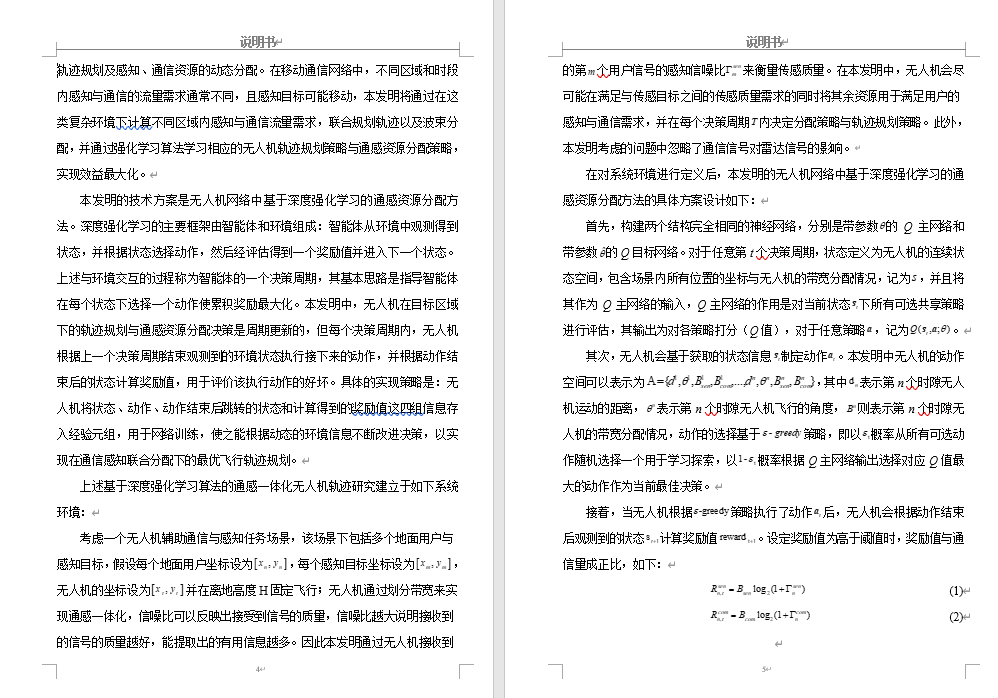 说明书
轨迹规划及感知、通信资源的动态分配。在移动通信网络中，不同区域和时段
内感知与通信的流量需求通常不同，且感知目标可能移动，本发明将通过在这
类复杂环境下计算不同区域内感知与通信流量需求，联合规划轨迹以及波束分
配，并通过强化学习算法学习相应的无人机轨迹规划策略与通感资源分配策略，
实现效益最大化。
本发明的技术方案是无人机网络中基于深度强化学习的通感资源分配方
法。深度强化学习的主要框架由智能体和环境组成：智能体从环境中观测得到
状态，并根据状态选择动作，然后经评估得到一个奖励值并进入下一个状态。
上述与环境交互的过程称为智能体的一个决策周期，其基本思路是指导智能体
在每个状态下选择一个动作使累积奖励最大化。本发明中，无人机在目标区域
下的轨迹规划与通感资源分配决策是周期更新的，但每个决策周期内，无人机
根据上一个决策周期结束观测到的环境状态执行接下来的动作，并根据动作结
束后的状态计算奖励值，用于评价该执行动作的好坏。具体的实现策略是：无
人机将状态、动作、动作结束后跳转的状态和计算得到的奖励值这四组信息存
入经验元组，用于网络训练，使之能根据动态的环境信息不断改进决策，以实
现在通信感知联合分配下的最优飞行轨迹规划。
上述基于深度强化学习算法的通感一体化无人机轨迹研究建立于如下系统
环境：
考虑一个无人机辅助通信与感知任务场景，该场景下包括多个地面用户与
感知目标，假设每个地面用户坐标设为[x_n, y_n]，每个感知目标坐标设为[x_m, y_m]，
无人机的坐标设为[x_t, y_t]并在离地高度 H 固定飞行；无人机通过划分带宽来实
现通感一体化，信噪比可以反映出接受到信号的质量，信噪比越大说明接收到
的信号的质量越好，能提取出的有用信息越多。因此本发明通过无人机接收到
4
说明书
的第 m 个用户信号的感知信噪比Γ_m^{sen}来衡量传感质量。在本发明中，无人机会尽
可能在满足与传感目标之间的传感质量需求的同时将其余资源用于满足用户的
感知与通信需求，并在每个决策周期 T 内决定分配策略与轨迹规划策略。此外，
本发明考虑的问题中忽略了通信信号对雷达信号的影响。
在对系统环境进行定义后，本发明的无人机网络中基于深度强化学习的通
感资源分配方法的具体方案设计如下：
首先，构建两个结构完全相同的神经网络，分别是带参数θ的 Q 主网络和
带参数θ的 Q 目标网络。对于任意第 t 个决策周期，状态定义为无人机的连续状
态空间，包含场景内所有位置的坐标与无人机的带宽分配情况，记为 s，并且将
其作为 Q 主网络的输入，Q 主网络的作用是对当前状态 s_t 下所有可选共享策略
进行评估，其输出为对各策略打分（Q 值），对于任意策略 a，记为 Q(s_t,a;θ)。
其次，无人机会基于获取的状态信息 s_t 制定动作 a_t。本发明中无人机的动作
空间可以表示为 A={d^1,θ^1,B_{sen}^1,B_{com}^1,...,d^n,θ^n,B_{sen}^n,B_{com}^n}，其中 d_n 表示第 n 个时隙无人
机运动的距离，θ^n 表示第 n 个时隙无人机飞行的角度，B^n 则表示第 n 个时隙无
人机的带宽分配情况，动作的选择基于 ε - greedy 策略，即以 ε_t 概率从所有可选动
作随机选择一个用于学习探索，以 1-ε_t 概率根据 Q 主网络输出选择对应 Q 值最
大的动作作为当前最佳决策。
接着，当无人机根据 ε-greedy 策略执行了动作 a_t 后，无人机会根据动作结束
后观测到的状态 s_{t+1} 计算奖励值 reward_{t+1}。设定奖励值为高于阈值时，奖励值与通
信量成正比，如下：
R_{n,t}^{sen} = B_{sen} log_2(1+Γ_n^{sen}) (1)
R_{n,t}^{com} = B_{com} log_2(1+Γ_n^{com}) (2)
5